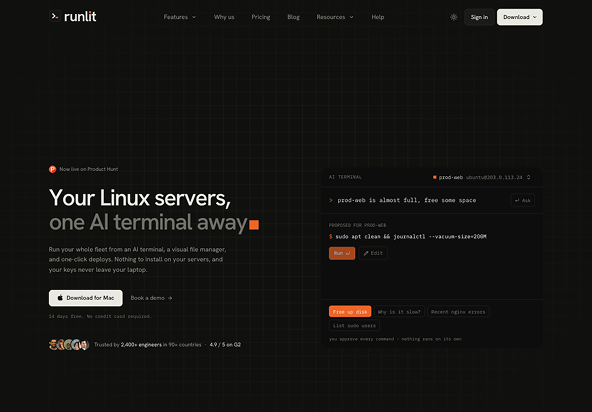 runlit
Features
Why us
Pricing
Blog
Resources
Help
Sign in
Download
Now live on Product Hunt
Your Linux servers,
one AI terminal away
Run your whole fleet from an AI terminal, a visual file manager,
and one-click deploys. Nothing to install on your servers, and
your keys never leave your laptop.
Download for Mac
Book a demo →
14 days free. No credit card required.
Trusted by 2,400+ engineers in 90+ countries · 4.9 / 5 on G2
AI TERMINAL
prod-web ubuntu@203.0.113.24
> prod-web is almost full, free some space
↵ Ask
PROPOSED FOR PROD-WEB
$ sudo apt clean && journalctl --vacuum-size=200M
Run ↵
Edit
Free up disk
Why is it slow?
Recent nginx errors
List sudo users
you approve every command · nothing runs on its own